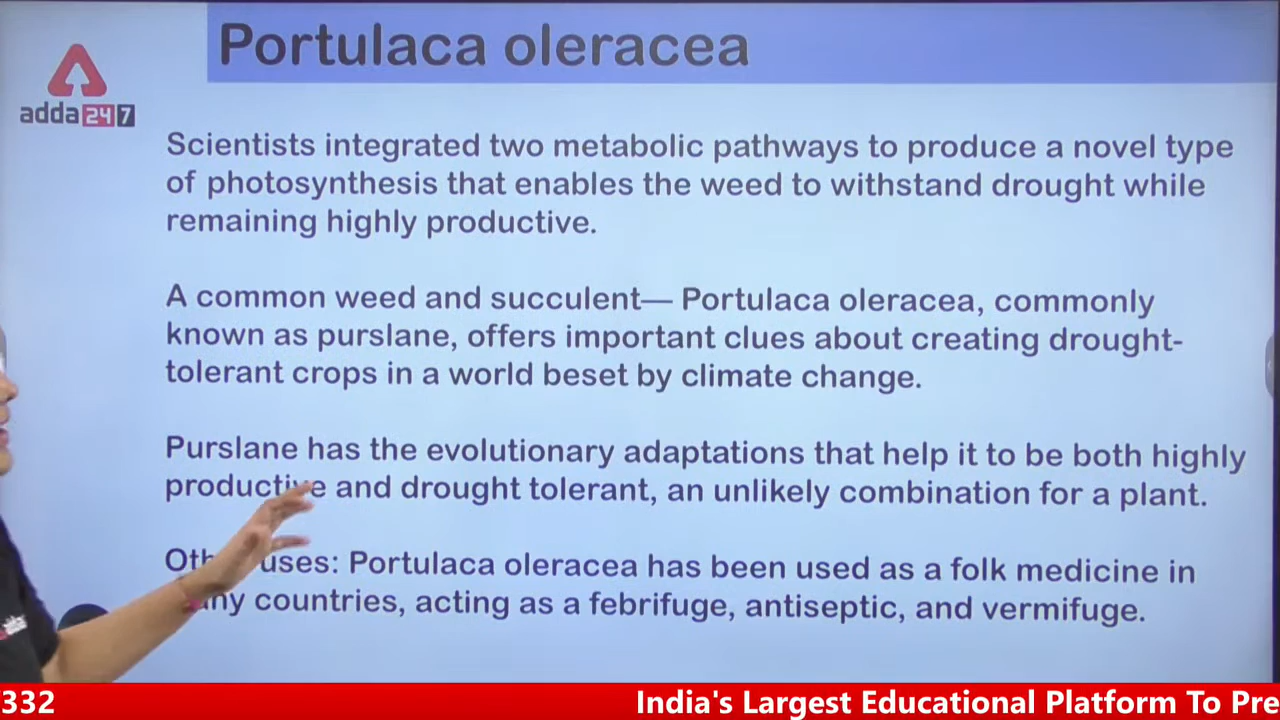 Portulaca oleracea
adda247
Scientists integrated two metabolic pathways to produce a novel type
of photosynthesis that enables the weed to withstand drought while
remaining highly productive.
A common weed and succulent— Portulaca oleracea, commonly
known as purslane, offers important clues about creating drought-
tolerant crops in a world beset by climate change.
Purslane has the evolutionary adaptations that help it to be both highly
productive and drought tolerant, an unlikely combination for a plant.
uses: Portulaca oleracea has been used as a folk medicine in
countries, acting as a febrifuge, antiseptic, and vermifuge.
332
India's Largest Educational Platform To Pre